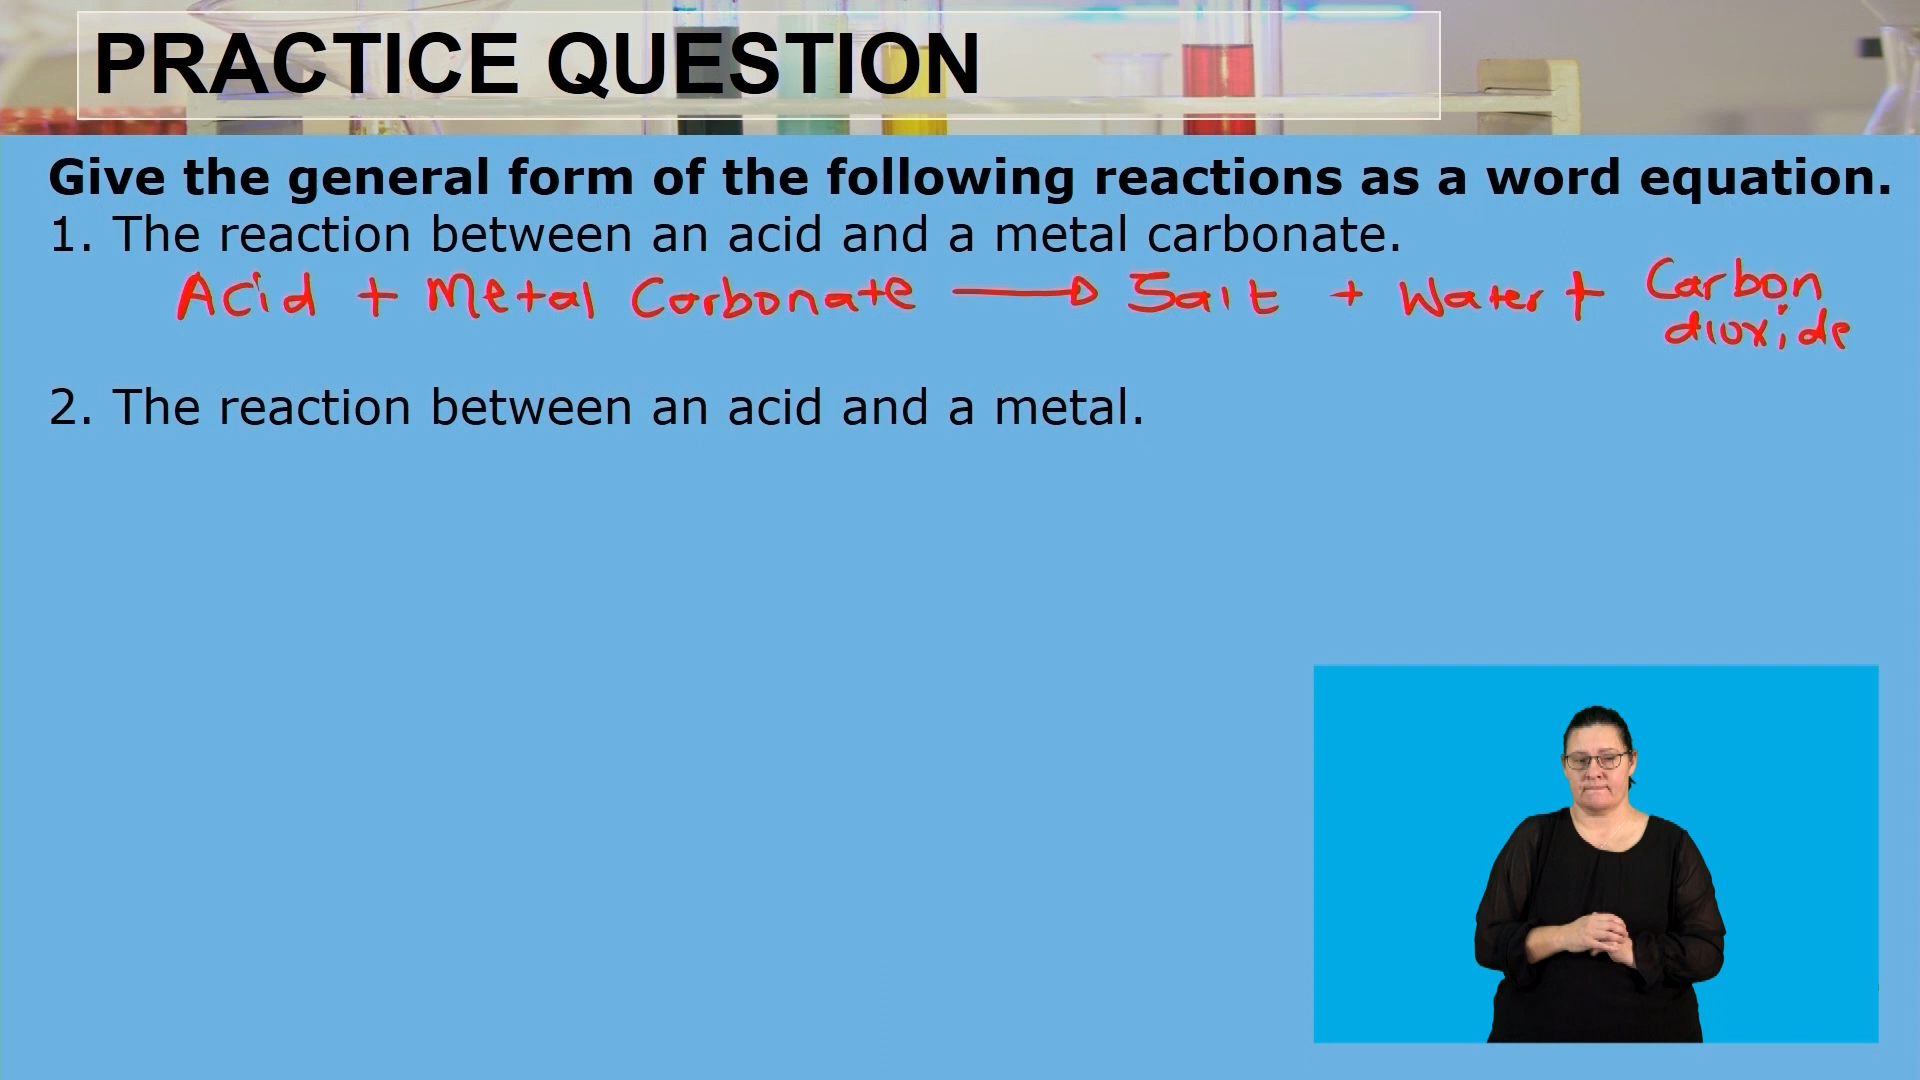 PRACTICE QUESTION
Give the general form of the following reactions as a word equation.
1. The reaction between an acid and a metal carbonate.
Acid + Metal Carbonate → Salt + Water + Carbon
dioxide
2. The reaction between an acid and a metal.